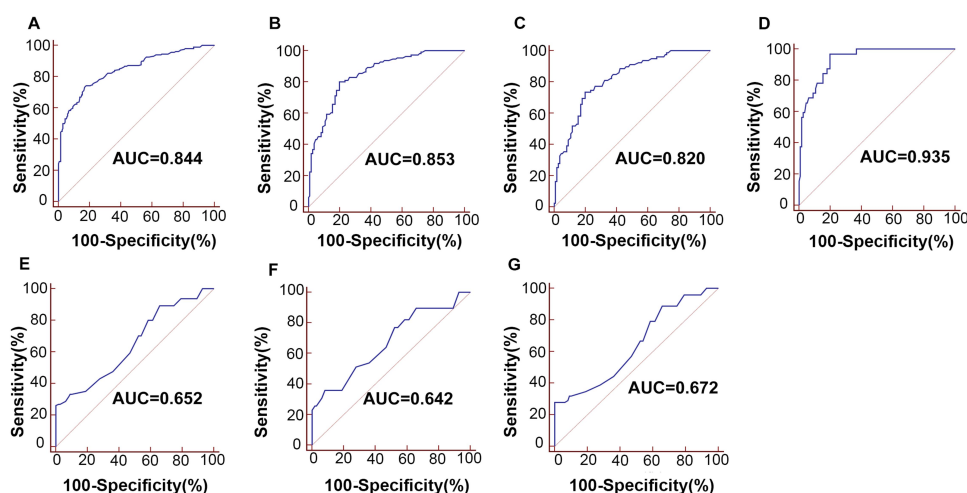 A
B
C
D
Sensitivity(%)
100
80
60
40
20
0
AUC=0.844
0 20 40 60 80 100
100-Specificity(%)
Sensitivity(%)
100
80
60
40
20
0
AUC=0.853
0 20 40 60 80 100
100-Specificity(%)
Sensitivity(%)
100
80
60
40
20
0
AUC=0.820
0 20 40 60 80 100
100-Specificity(%)
Sensitivity(%)
100
80
60
40
20
0
AUC=0.935
0 20 40 60 80 100
100-Specificity(%)
E
F
G
Sensitivity(%)
100
80
60
40
20
0
AUC=0.652
0 20 40 60 80 100
100-Specificity(%)
Sensitivity(%)
100
80
60
40
20
0
AUC=0.642
0 20 40 60 80 100
100-Specificity(%)
Sensitivity(%)
100
80
60
40
20
0
AUC=0.672
0 20 40 60 80 100
100-Specificity(%)